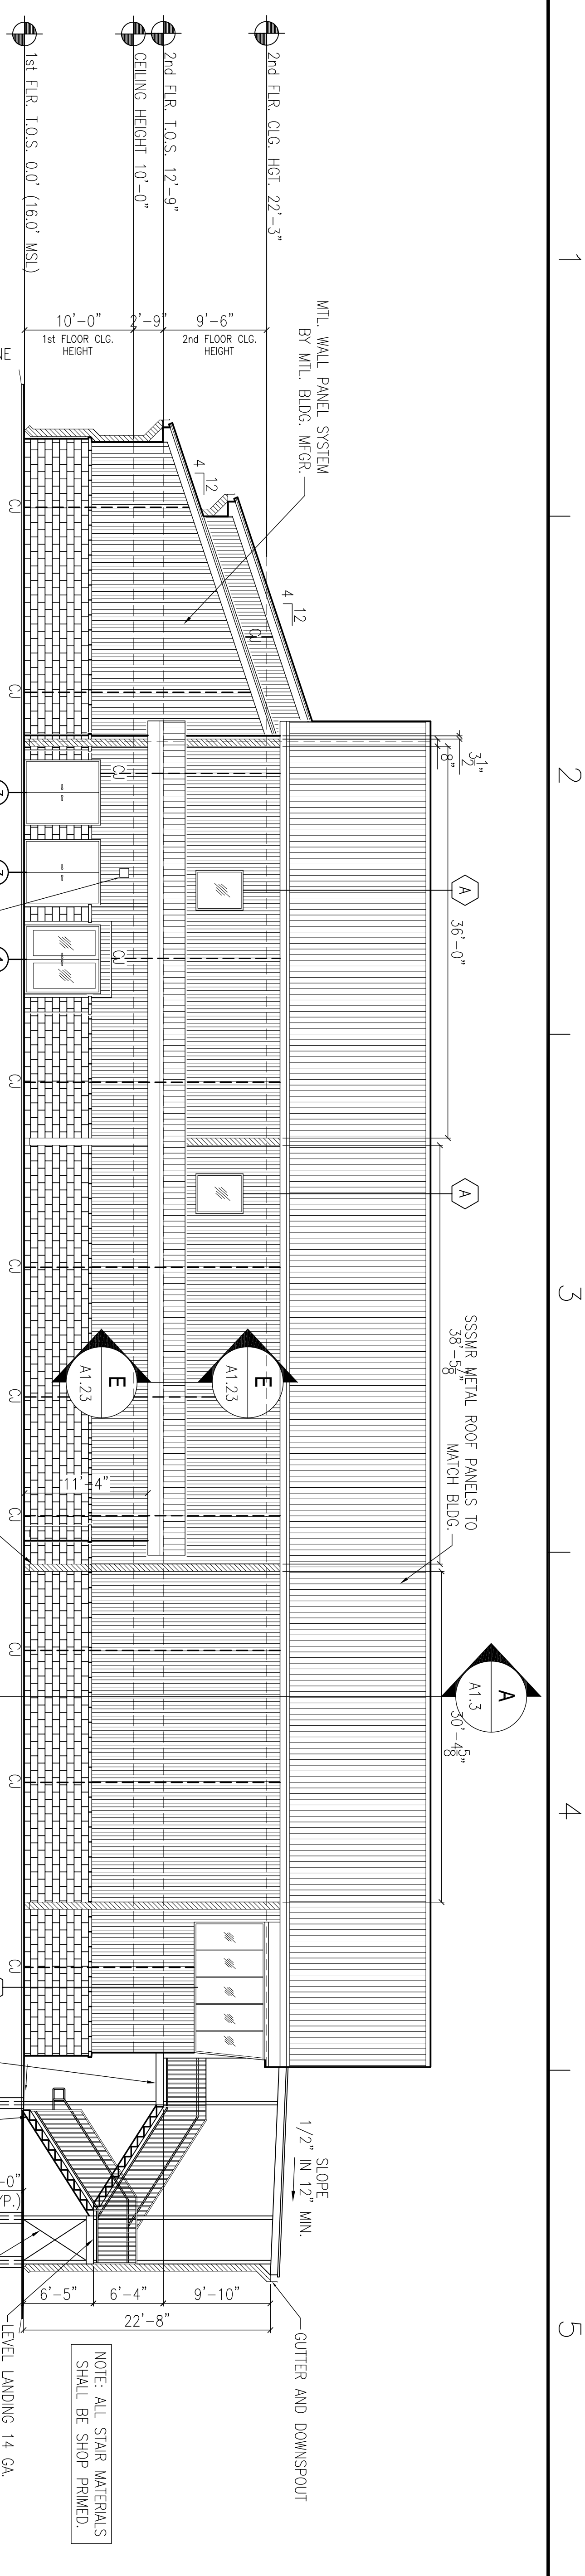 1
2
3
4
5
2nd FLR. CLG. HGT. 22'-3"
2nd FLR. T.O.S. 12'-9"
CEILING HEIGHT 10'-0"
1st FLR. T.O.S. 0.0' (16.0' MSL)
9'-6"
2nd FLOOR CLG.
HEIGHT
2'-9"
10'-0"
1st FLOOR CLG.
HEIGHT
MTL. WALL PANEL SYSTEM
BY MTL. BLDG. MFGR.
12
4
12
4
CJ
3 1/2"
8"
36'-0"
A
A
SSSMR METAL ROOF PANELS TO
MATCH BLDG.
38'-5 7/8"
A
A1.3
30'-4 5/8"
E
A1.23
E
A1.23
11'-4"
CJ
CJ
CJ
CJ
CJ
CJ
CJ
CJ
CJ
CJ
CJ
SLOPE
1/2" IN 12" MIN.
GUTTER AND DOWNSPOUT
9'-10"
6'-4"
6'-5"
22'-8"
NOTE: ALL STAIR MATERIALS
SHALL BE SHOP PRIMED.
LEVEL LANDING 14 GA.